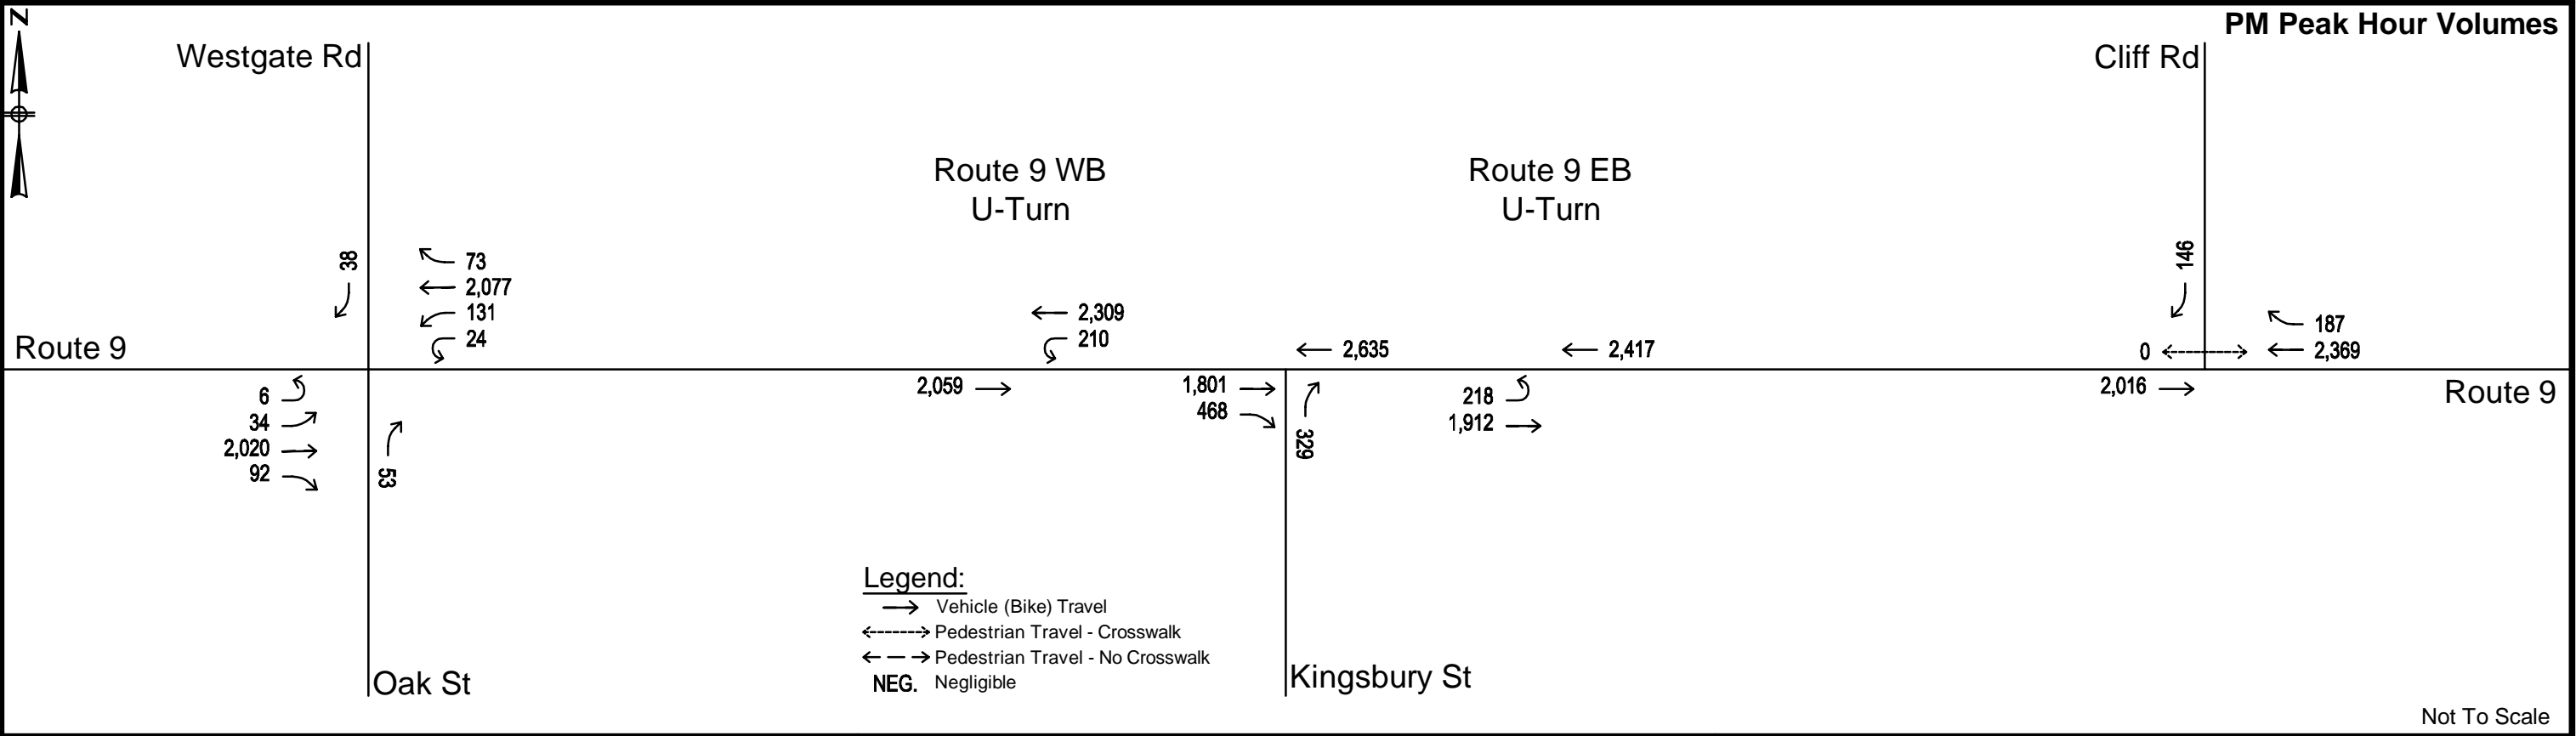 Z
PM Peak Hour Volumes
Westgate Rd
Cliff Rd
Route 9 WB
U-Turn
Route 9 EB
U-Turn
38
73
2,077
131
24
2,309
210
2,635
2,417
146
187
0
2,369
Route 9
6
34
2,020
92
53
2,059
1,801
468
329
218
1,912
2,016
Route 9
Legend:
Vehicle (Bike) Travel
Pedestrian Travel - Crosswalk
Pedestrian Travel - No Crosswalk
NEG. Negligible
Oak St
Kingsbury St
Not To Scale